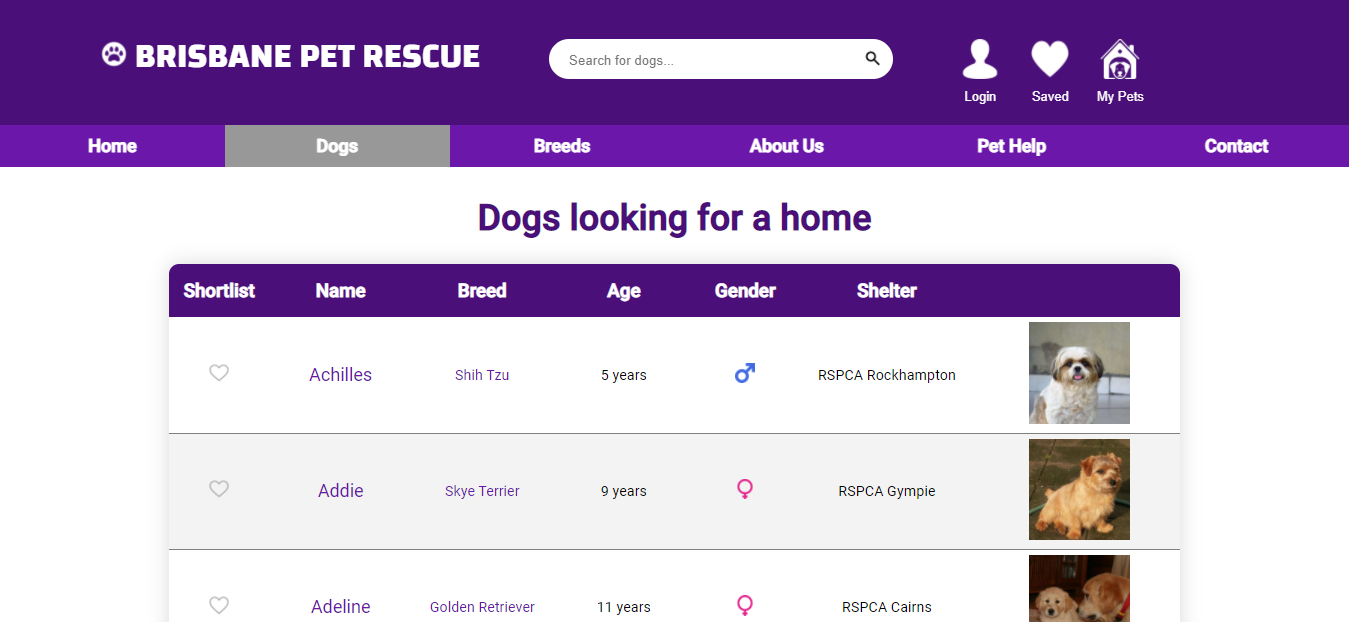 BRISBANE PET RESCUE
Search for dogs...
Login Saved My Pets
Home Dogs Breeds About Us Pet Help Contact
Dogs looking for a home
Shortlist Name Breed Age Gender Shelter
Achilles Shih Tzu 5 years RSPCA Rockhampton
Addie Skye Terrier 9 years RSPCA Gympie
Adeline Golden Retriever 11 years RSPCA Cairns